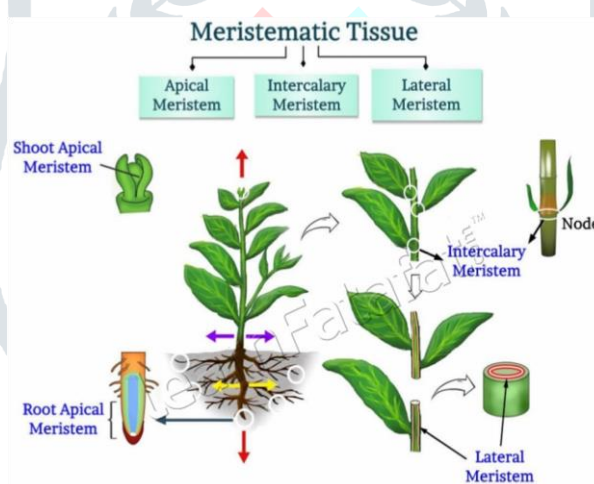 Meristematic Tissue
Apical
Meristem
Intercalary
Meristem
Lateral
Meristem
Shoot Apical
Meristem
Node
Intercalary
Meristem
Root Apical
Meristem
Lateral
Meristem